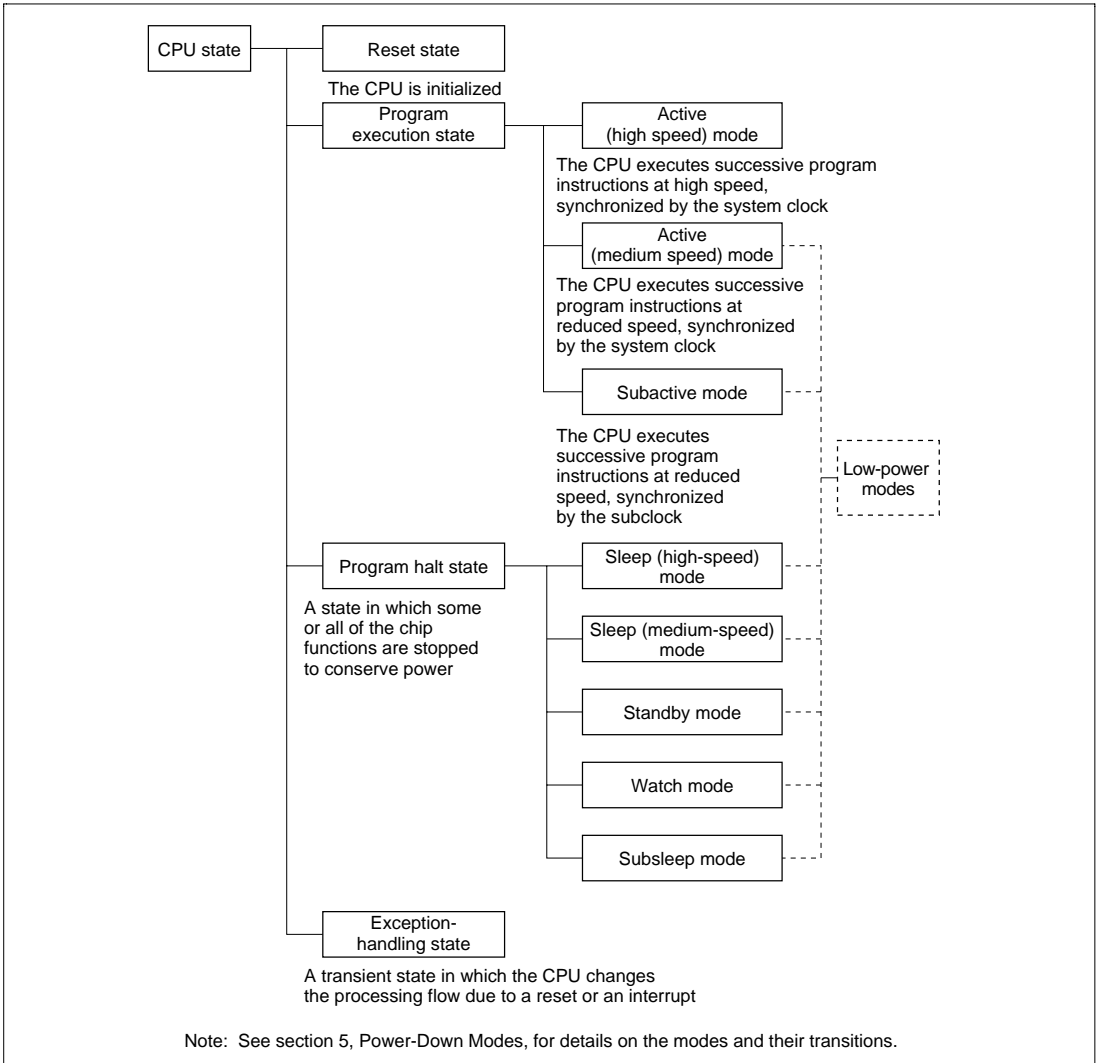 CPU state
Reset state
The CPU is initialized
Program
execution state
Active
(high speed) mode
The CPU executes successive program
instructions at high speed,
synchronized by the system clock
Active
(medium speed) mode
The CPU executes successive
program instructions at
reduced speed, synchronized
by the system clock
Subactive mode
The CPU executes
successive program
instructions at reduced
speed, synchronized
by the subclock
Low-power
modes
Program halt state
A state in which some
or all of the chip
functions are stopped
to conserve power
Sleep (high-speed)
mode
Sleep (medium-speed)
mode
Standby mode
Watch mode
Subsleep mode
Exception-
handling state
A transient state in which the CPU changes
the processing flow due to a reset or an interrupt
Note: See section 5, Power-Down Modes, for details on the modes and their transitions.